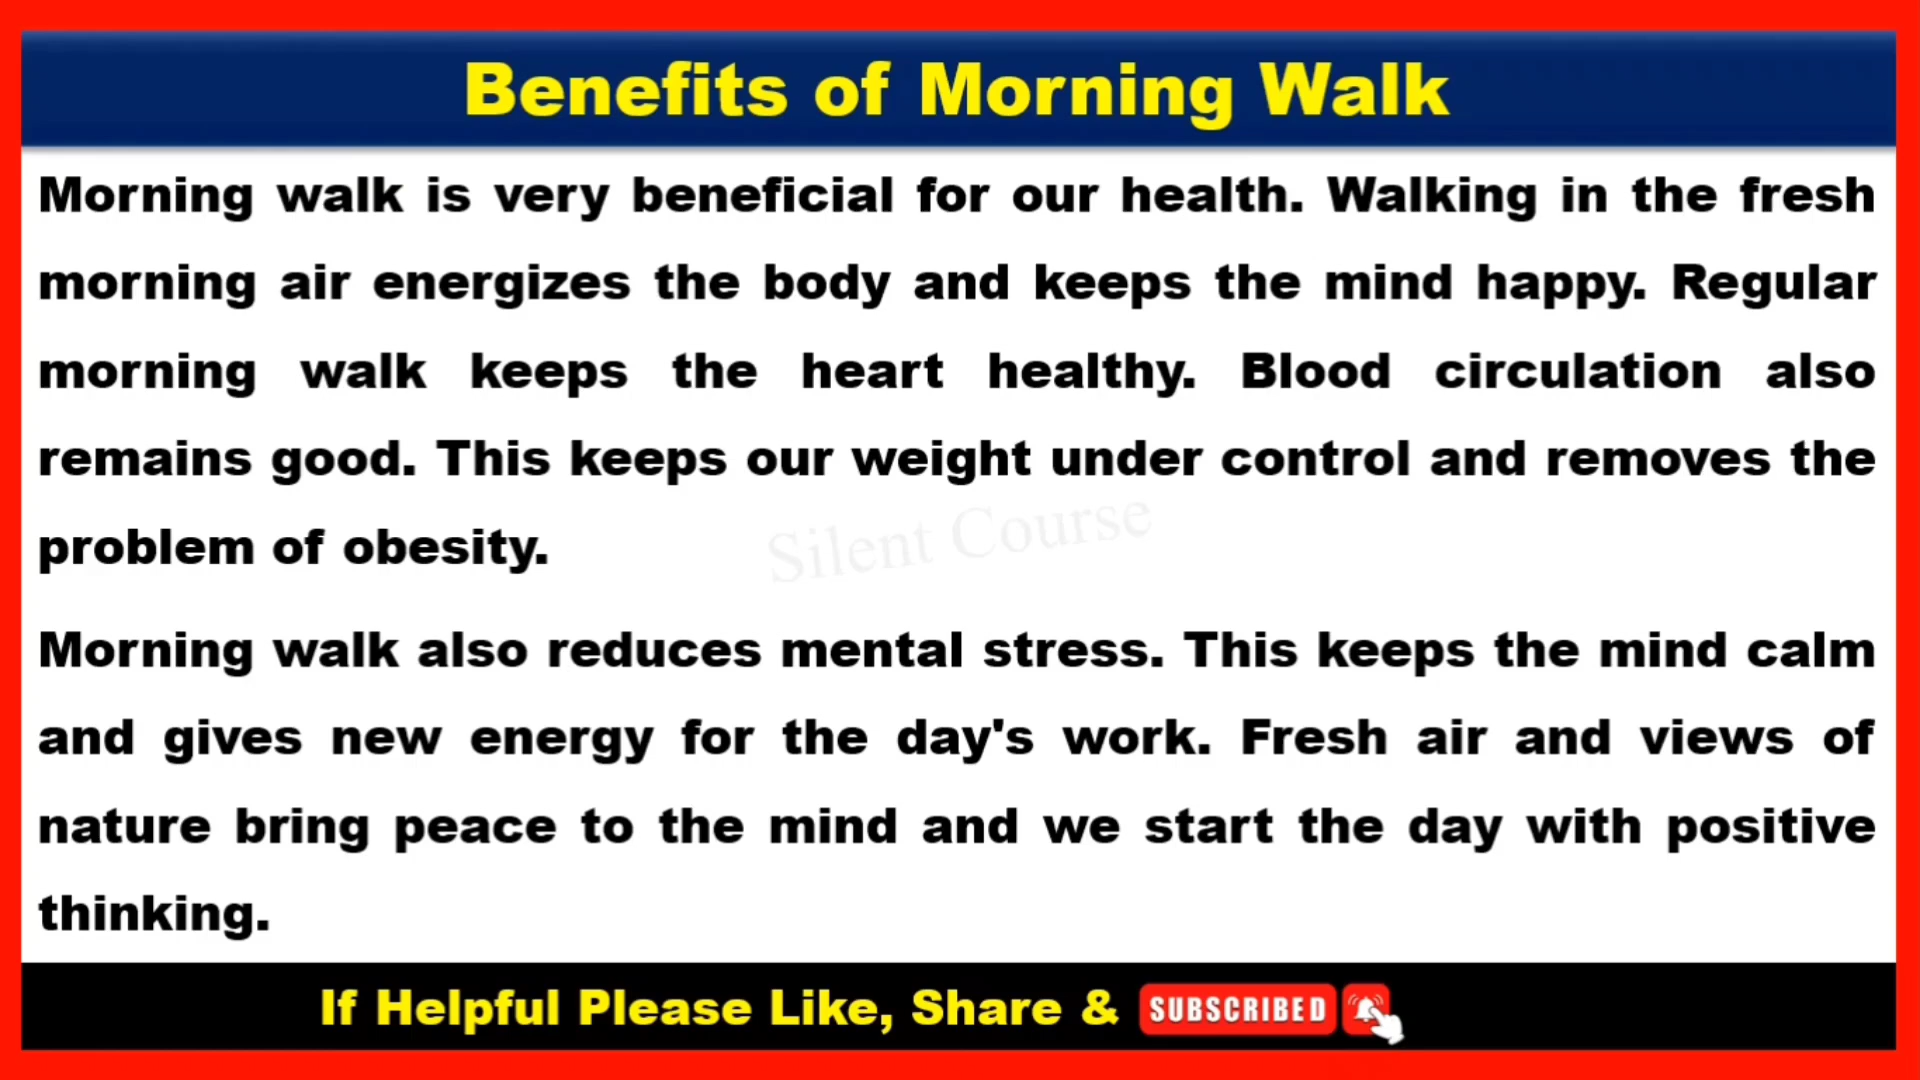 Benefits of Morning Walk
Morning walk is very beneficial for our health. Walking in the fresh
morning air energizes the body and keeps the mind happy. Regular
morning walk keeps the heart healthy. Blood circulation also
remains good. This keeps our weight under control and removes the
problem of obesity.
Silent Course
Morning walk also reduces mental stress. This keeps the mind calm
and gives new energy for the day's work. Fresh air and views of
nature bring peace to the mind and we start the day with positive
thinking.
If Helpful Please Like, Share & SUBSCRIBED